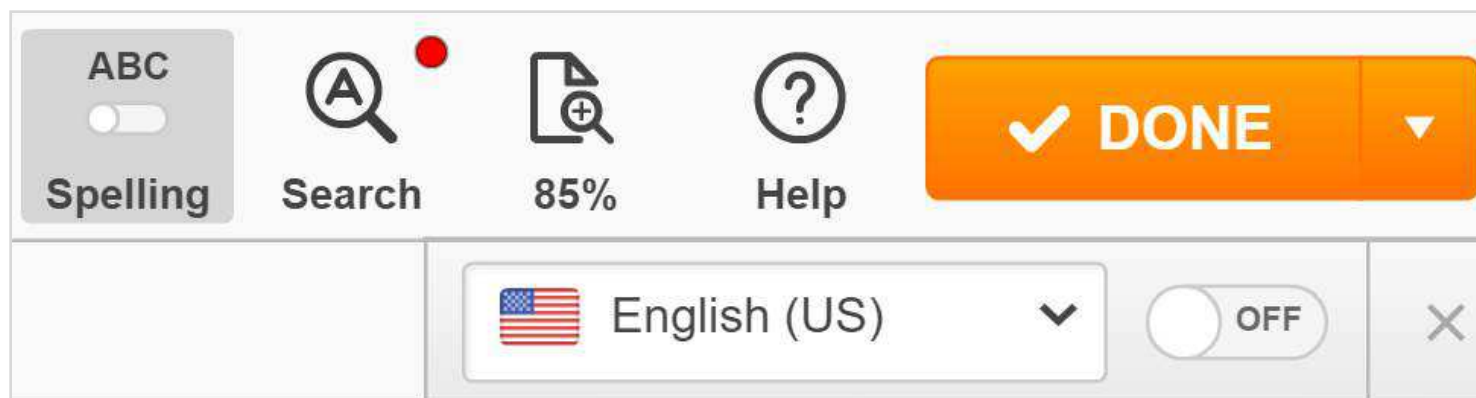 ABC
Spelling
Search
85%
Help
DONE
English (US)
OFF